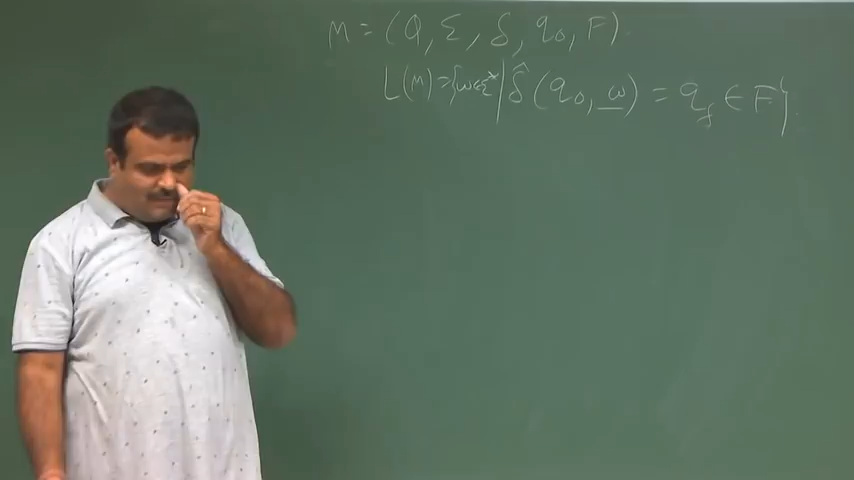 M = (Q, Σ, δ, q₀, F)
L(M) = {w∈Σ* | δ̂(q₀, w) = q_f ∈ F}